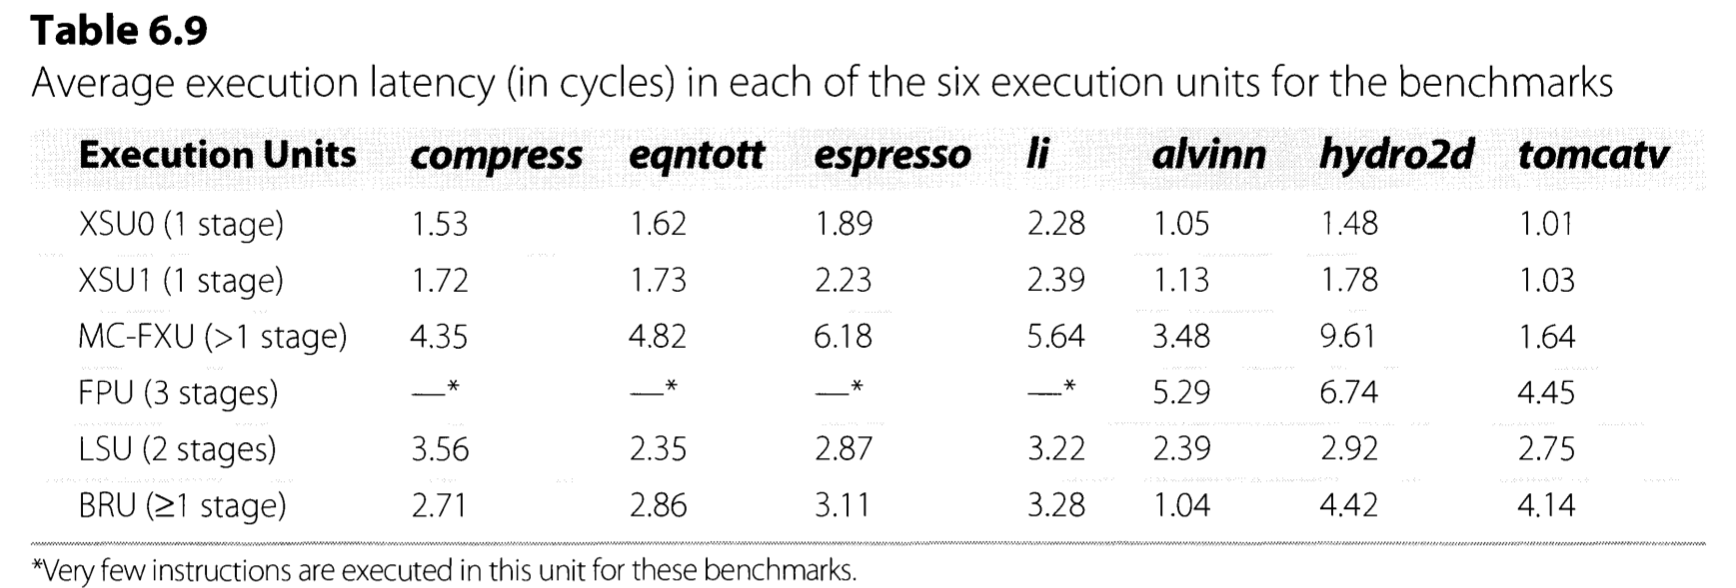 Table 6.9
Average execution latency (in cycles) in each of the six execution units for the benchmarks
Execution Units compress eqntott espresso li alvinn hydro2d tomcatv
XSU0 (1 stage) 1.53 1.62 1.89 2.28 1.05 1.48 1.01
XSU1 (1 stage) 1.72 1.73 2.23 2.39 1.13 1.78 1.03
MC-FXU (>1 stage) 4.35 4.82 6.18 5.64 3.48 9.61 1.64
FPU (3 stages) —* —* —* —* 5.29 6.74 4.45
LSU (2 stages) 3.56 2.35 2.87 3.22 2.39 2.92 2.75
BRU (≥1 stage) 2.71 2.86 3.11 3.28 1.04 4.42 4.14
*Very few instructions are executed in this unit for these benchmarks.